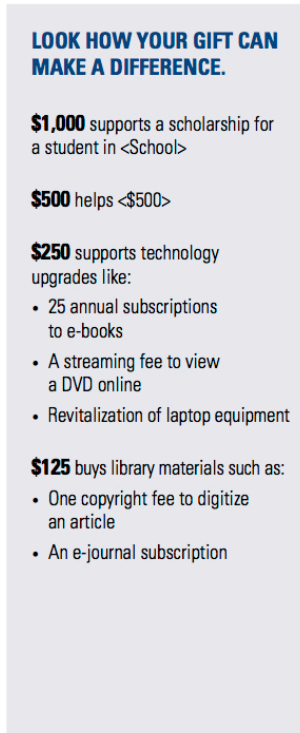 LOOK HOW YOUR GIFT CAN
MAKE A DIFFERENCE.
$1,000 supports a scholarship for
a student in <School>
$500 helps <$500>
$250 supports technology
upgrades like:
• 25 annual subscriptions
to e-books
• A streaming fee to view
a DVD online
• Revitalization of laptop equipment
$125 buys library materials such as:
• One copyright fee to digitize
an article
• An e-journal subscription